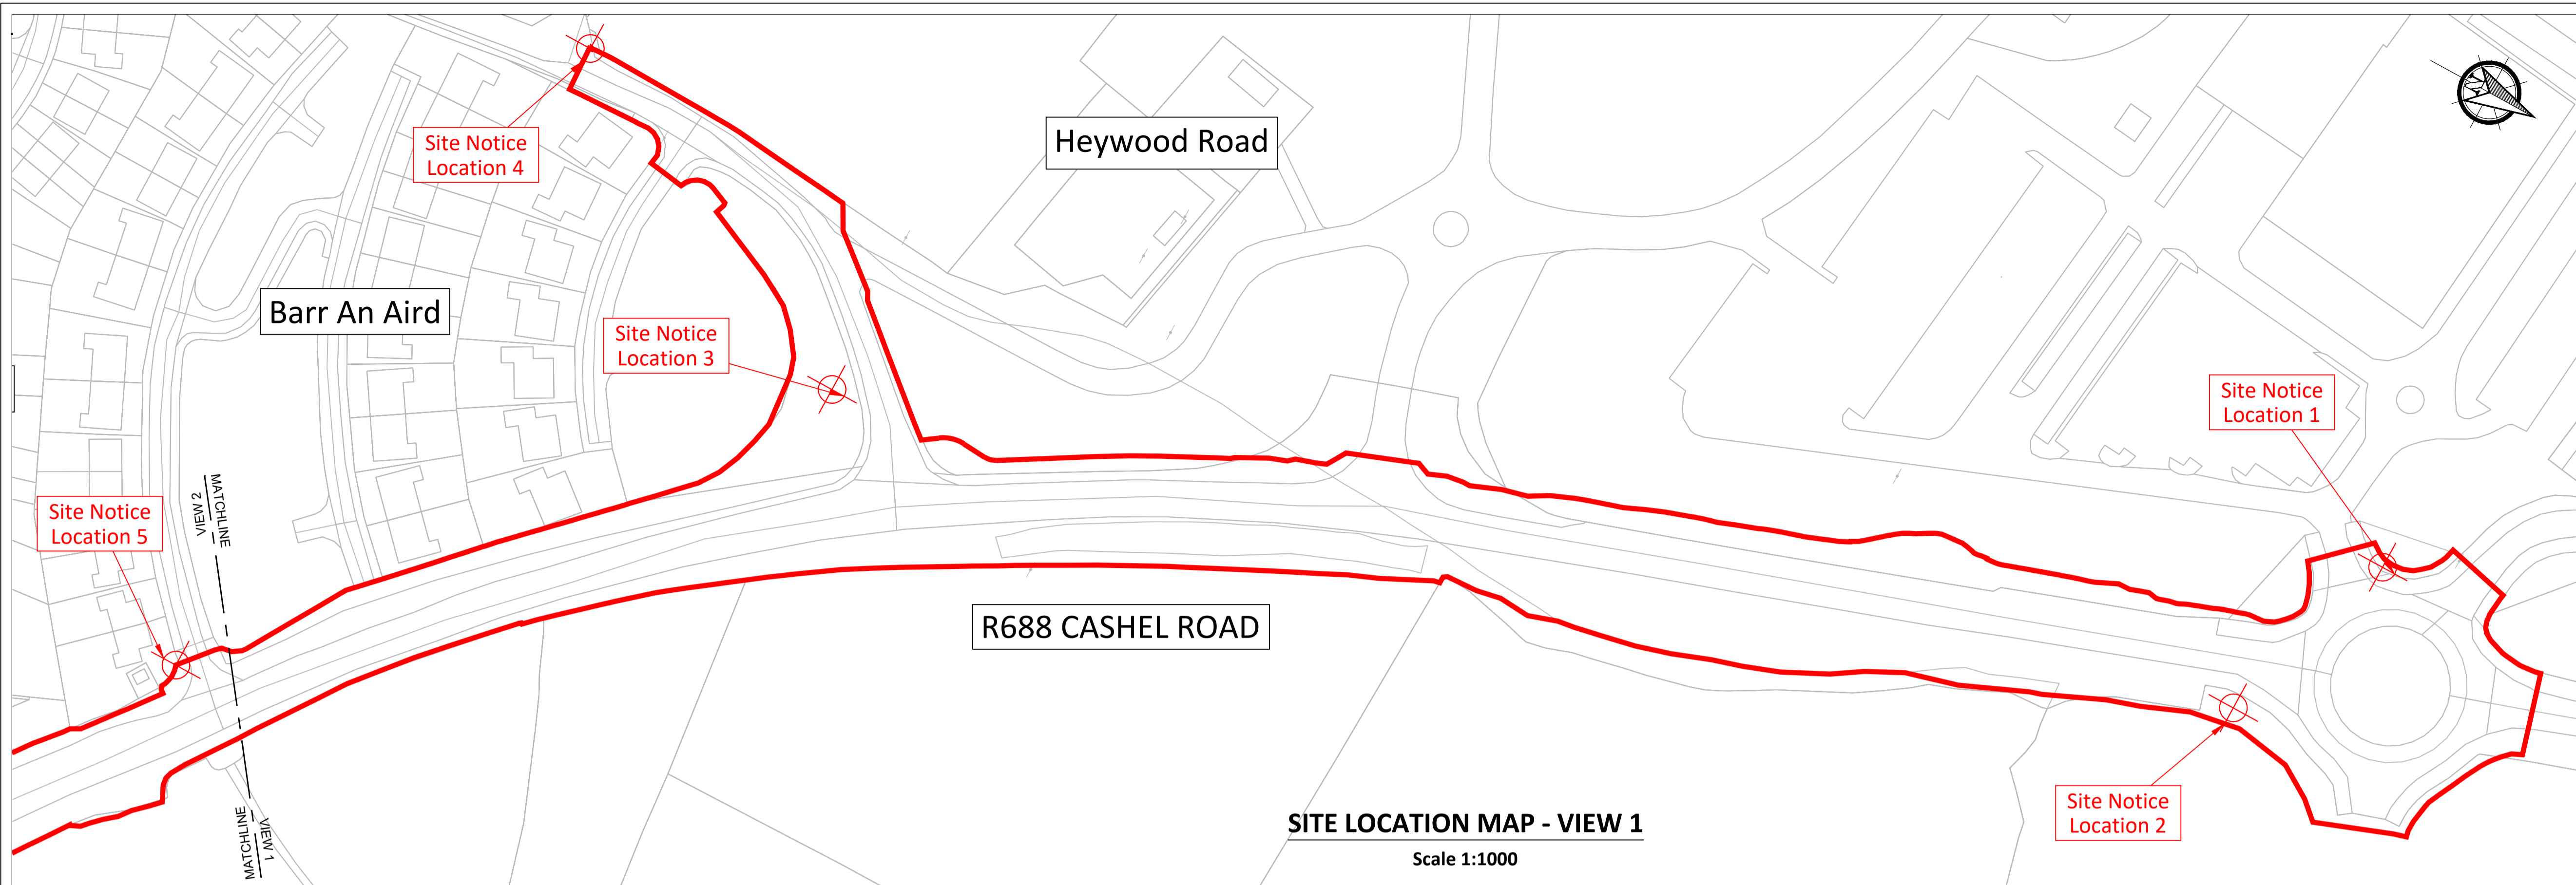 Site Notice
Location 4
Heywood Road
Barr An Aird
Site Notice
Location 3
Site Notice
Location 1
Site Notice
Location 5
MATCHLINE
VIEW 2
R688 CASHEL ROAD
Site Notice
Location 2
MATCHLINE
VIEW 1
SITE LOCATION MAP - VIEW 1
Scale 1:1000
N